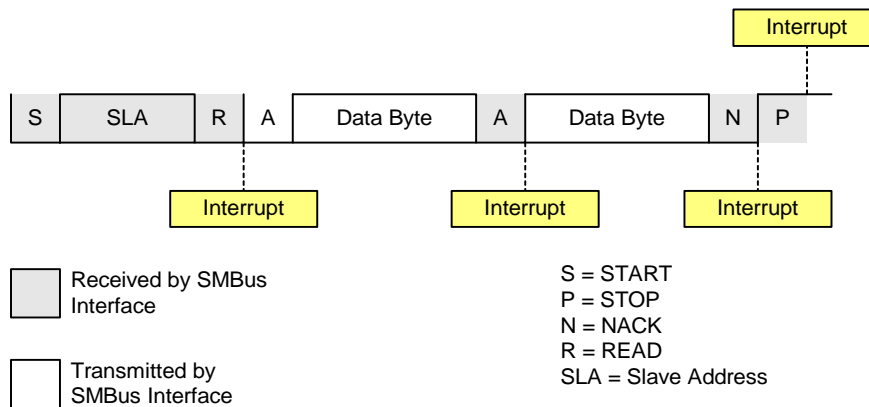 Interrupt
S SLA R A Data Byte A Data Byte N P
Interrupt Interrupt Interrupt
Received by SMBus
Interface
Transmitted by
SMBus Interface
S = START
P = STOP
N = NACK
R = READ
SLA = Slave Address